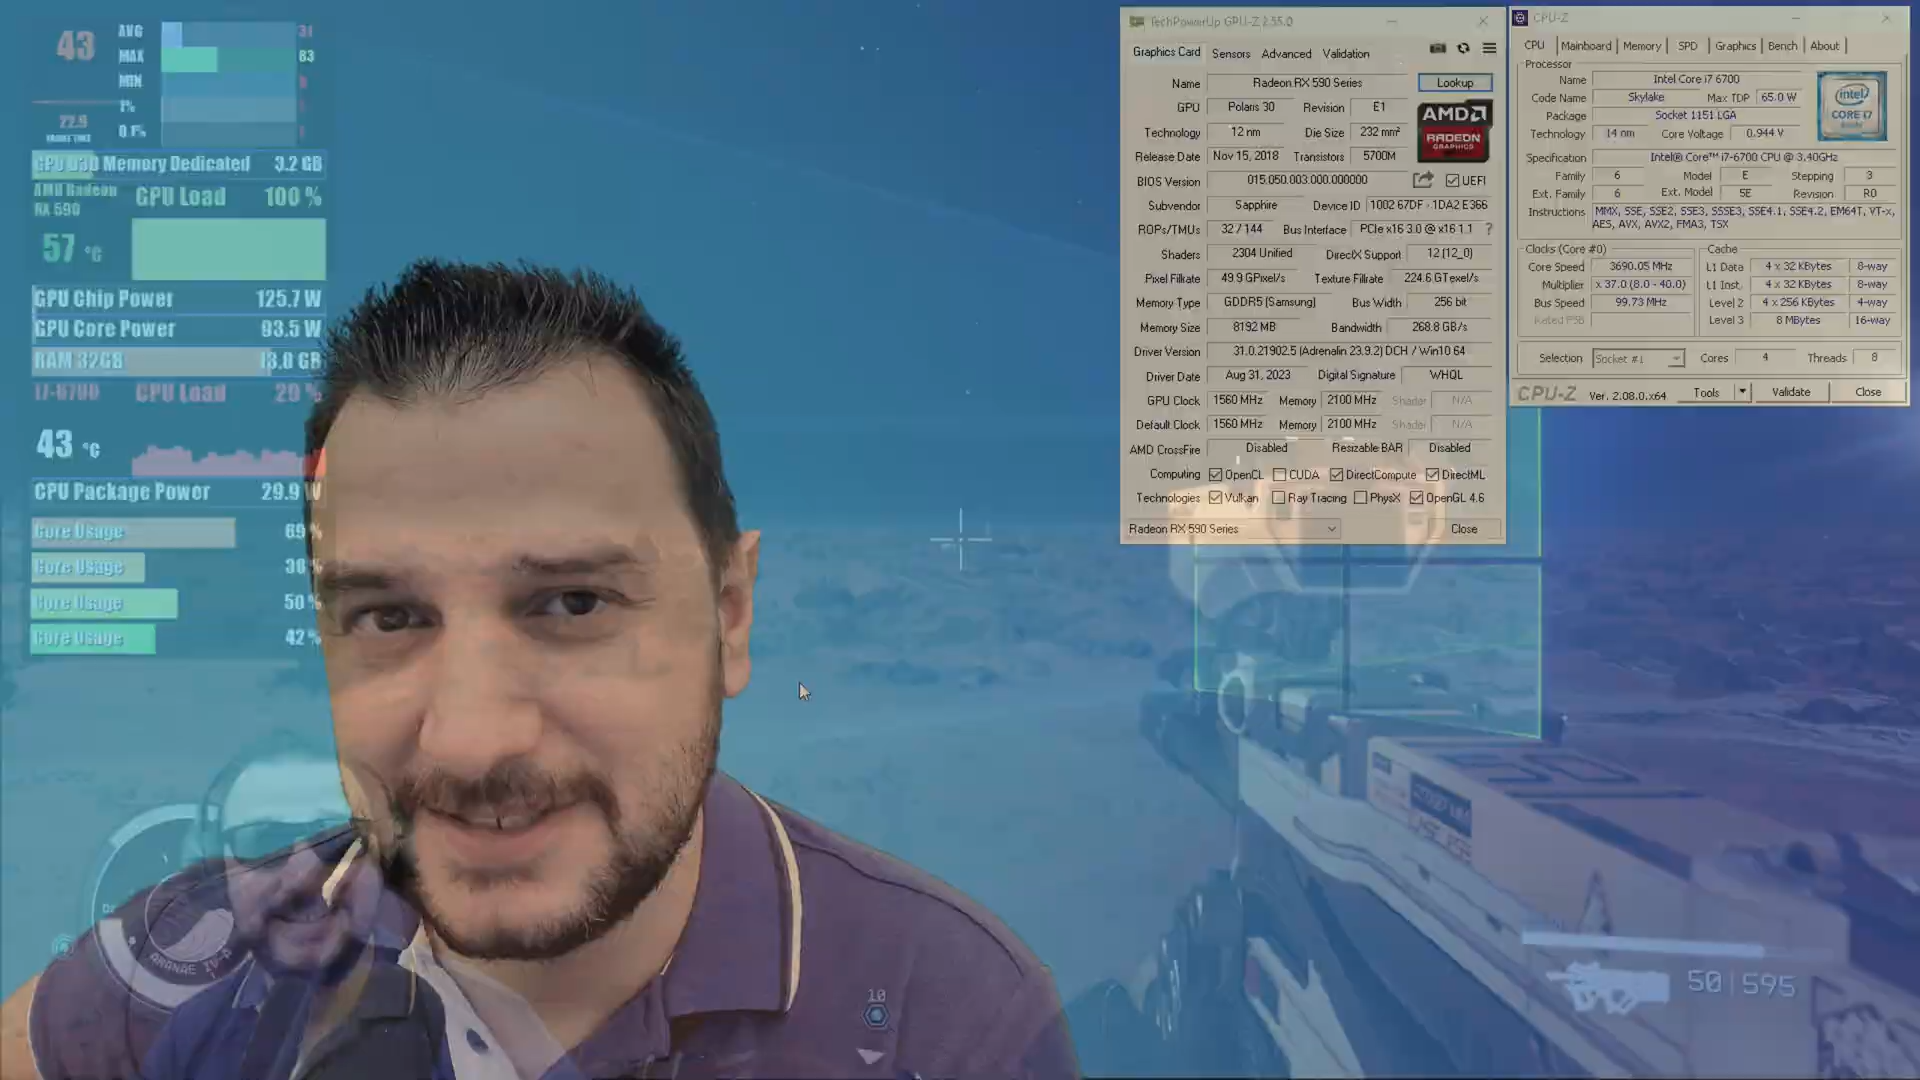 43
AVG 31
MAX 83
MIN
1%
22.9
0.1%
GPU D3D Memory Dedicated 3.2 GB
AMD Radeon RX 590 GPU Load 100 %
57 °C
GPU Chip Power 125.7 W
GPU Core Power 93.5 W
RAM 32GB 13.0 GB
i7-6700 CPU Load 29 %
43 °C
CPU Package Power 29.9 W
Core Usage 69 %
Core Usage 36 %
Core Usage 50 %
Core Usage 42 %
TechPowerUp GPU-Z 2.55.0
Graphics Card Sensors Advanced Validation
Name Radeon RX 590 Series Lookup
GPU Polaris 30 Revision E1
AMD RADEON GRAPHICS
Technology 12 nm Die Size 232 mm²
Release Date Nov 15, 2018 Transistors 5700M
BIOS Version 015.050.003.000.000000 UEFI
Subvendor Sapphire Device ID 1002 67DF - 1DA2 E366
ROPs/TMUs 32 / 144 Bus Interface PCIe x16 3.0 @ x16 1.1 ?
Shaders 2304 Unified DirectX Support 12 (12_0)
Pixel Fillrate 49.9 GPixel/s Texture Fillrate 224.6 GTexel/s
Memory Type GDDR5 (Samsung) Bus Width 256 bit
Memory Size 8192 MB Bandwidth 268.8 GB/s
Driver Version 31.0.21902.5 (Adrenalin 23.9.2) DCH / Win10 64
Driver Date Aug 31, 2023 Digital Signature WHQL
GPU Clock 1560 MHz Memory 2100 MHz Shader N/A
Default Clock 1560 MHz Memory 2100 MHz Shader N/A
AMD CrossFire Disabled Resizable BAR Disabled
Computing OpenCL CUDA DirectCompute DirectML
Technologies Vulkan Ray Tracing PhysX OpenGL 4.6
Radeon RX 590 Series Close
CPU-Z
CPU Mainboard Memory SPD Graphics Bench About
Processor
Name Intel Core i7 6700
Code Name Skylake Max TDP 65.0 W
Package Socket 1151 LGA
Technology 14 nm Core Voltage 0.944 V
intel CORE i7
Specification Intel® Core™ i7-6700 CPU @ 3.40GHz
Family 6 Model E Stepping 3
Ext. Family 6 Ext. Model 5E Revision R0
Instructions MMX, SSE, SSE2, SSE3, SSSE3, SSE4.1, SSE4.2, EM64T, VT-x,
AES, AVX, AVX2, FMA3, TSX
Clocks (Core #0) Cache
Core Speed 3690.05 MHz L1 Data 4 x 32 KBytes 8-way
Multiplier x 37.0 (8.0 - 40.0) L1 Inst. 4 x 32 KBytes 8-way
Bus Speed 99.73 MHz Level 2 4 x 256 KBytes 4-way
Rated FSB Level 3 8 MBytes 16-way
Selection Socket #1 Cores 4 Threads 8
CPU-Z Ver. 2.08.0.x64 Tools Validate Close
50
10
50 | 595